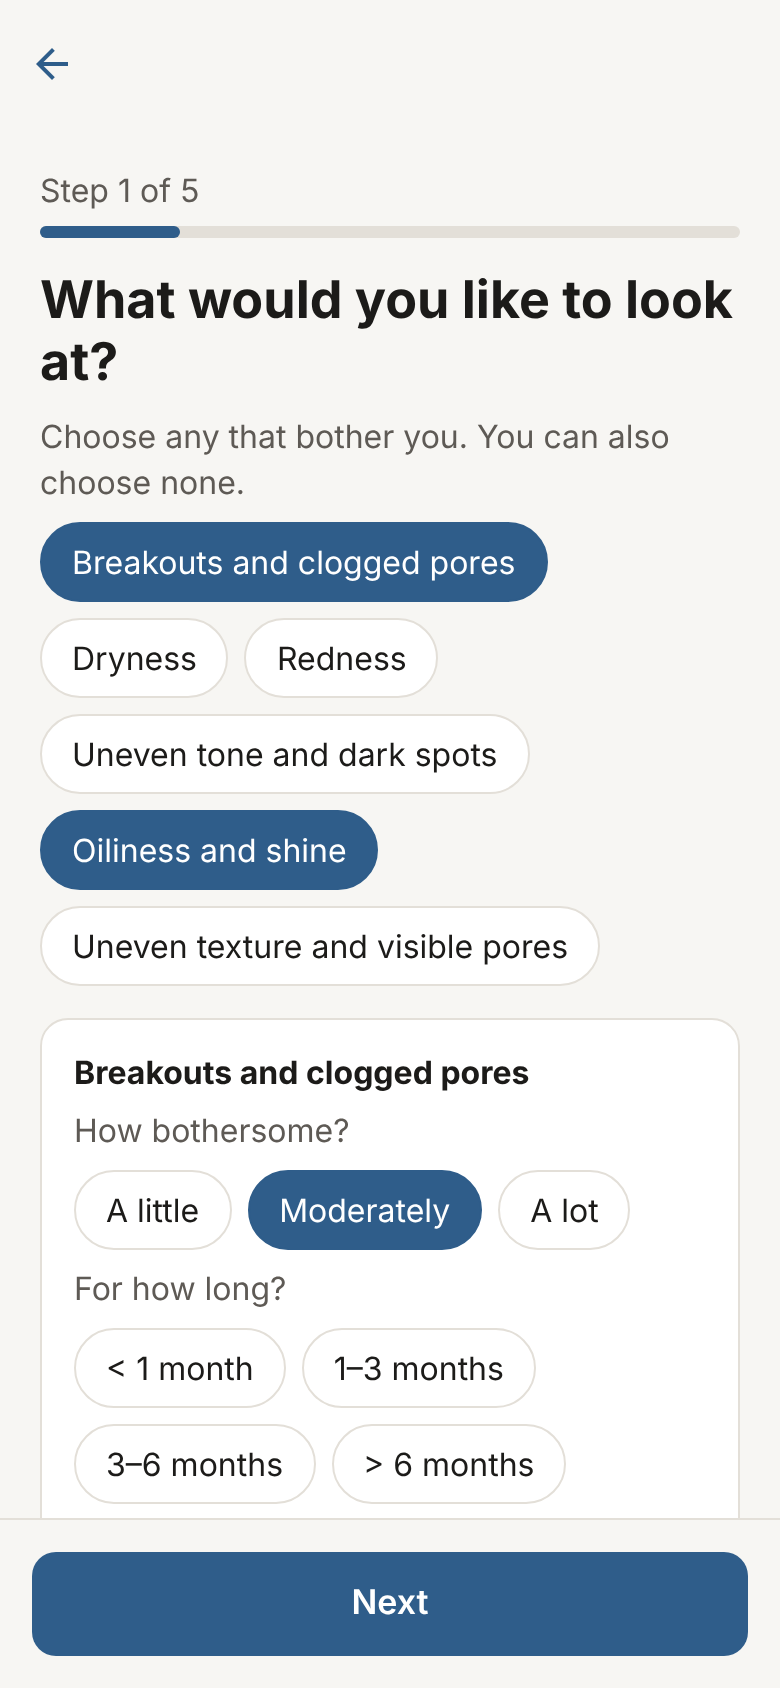 Step 1 of 5
What would you like to look
at?
Choose any that bother you. You can also
choose none.
Breakouts and clogged pores
Dryness Redness
Uneven tone and dark spots
Oiliness and shine
Uneven texture and visible pores
Breakouts and clogged pores
How bothersome?
A little Moderately A lot
For how long?
< 1 month 1–3 months
3–6 months > 6 months
Next